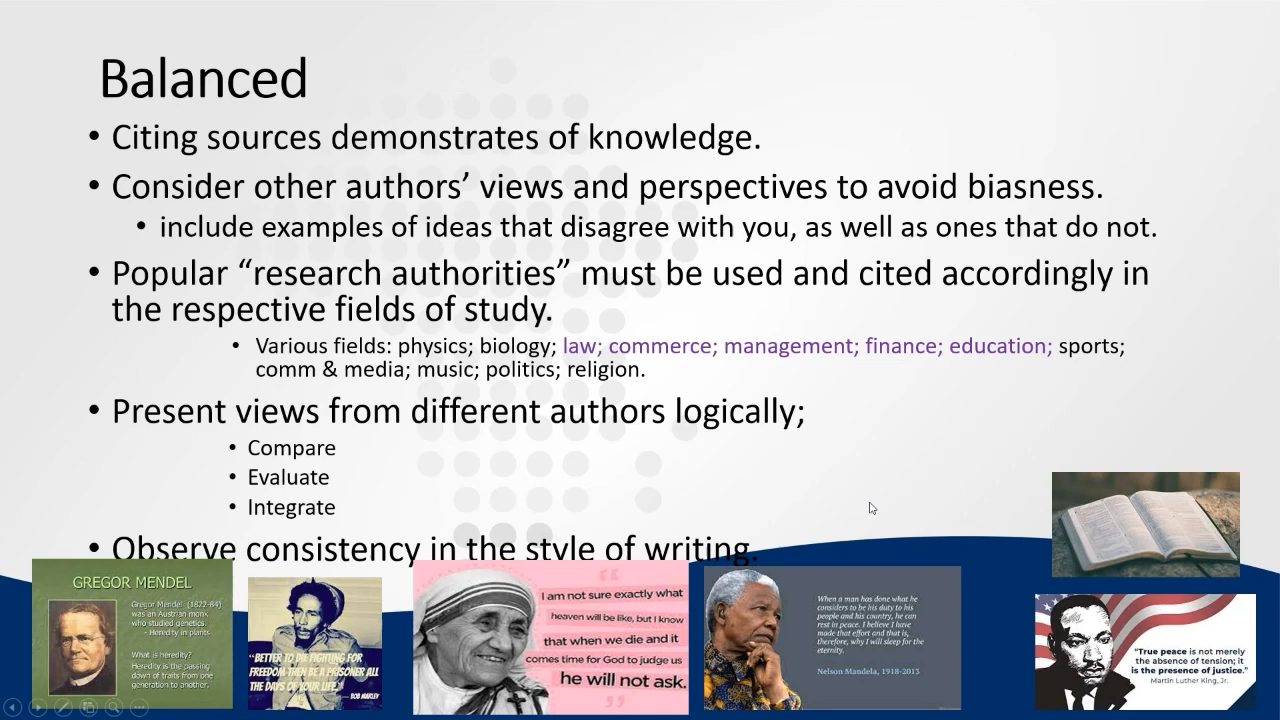 Balanced
• Citing sources demonstrates of knowledge.
• Consider other authors’ views and perspectives to avoid biasness.
• include examples of ideas that disagree with you, as well as ones that do not.
• Popular “research authorities” must be used and cited accordingly in
the respective fields of study.
• Various fields: physics; biology; law; commerce; management; finance; education; sports;
comm & media; music; politics; religion.
• Present views from different authors logically;
• Compare
• Evaluate
• Integrate
• Observe consistency in the style of writing.
GREGOR MENDEL
Gregor Mendel (1822-84)
was an Austrian monk
who studied genetics.
- Heredity in plants
What is heredity?
Heredity is the passing
down of traits from one
generation to another.
“BETTER TO DIE FIGHTING FOR
FREEDOM THEN BE A PRISONER ALL
THE DAYS OF YOUR LIFE.”
— BOB MARLEY
“
I am not sure exactly what
heaven will be like, but I know
that when we die and it
comes time for God to judge us
he will not ask.
”
When a man has done what he
considers to be his duty to his
people and his country, he can
rest in peace. I believe I have
made that effort and that is,
therefore, why I will sleep for the
eternity.
Nelson Mandela, 1918-2013
“True peace is not merely
the absence of tension; it
is the presence of justice.”
Martin Luther King, Jr.